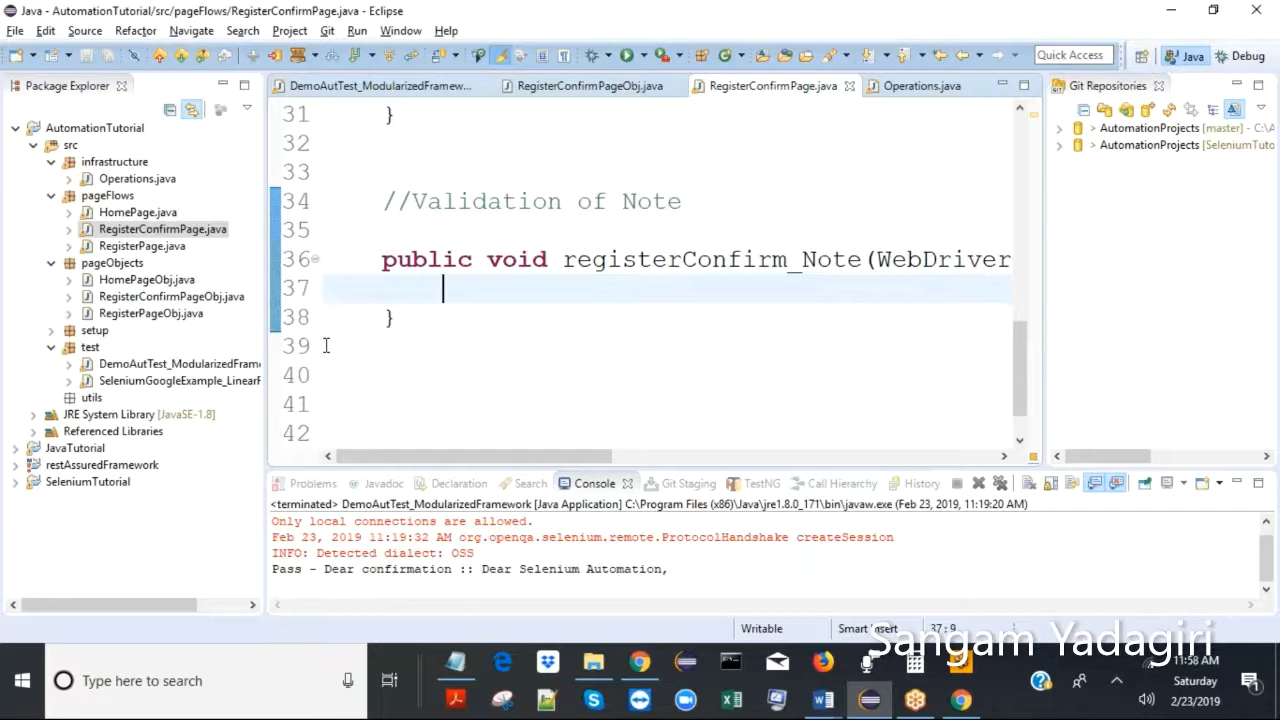 Java - AutomationTutorial/src/pageFlows/RegisterConfirmPage.java - Eclipse
File Edit Source Refactor Navigate Search Project Git Run Window Help
Quick Access Java Debug
Package Explorer
DemoAutTest_ModularizedFramew... RegisterConfirmPageObj.java RegisterConfirmPage.java Operations.java
Git Repositories
AutomationTutorial
src
infrastructure
Operations.java
pageFlows
HomePage.java
RegisterConfirmPage.java
RegisterPage.java
pageObjects
HomePageObj.java
RegisterConfirmPageObj.java
RegisterPageObj.java
setup
test
DemoAutTest_ModularizedFrame
SeleniumGoogleExample_LinearF
utils
JRE System Library [JavaSE-1.8]
Referenced Libraries
JavaTutorial
restAssuredFramework
SeleniumTutorial
31 }
32
33
34 //Validation of Note
35
36 public void registerConfirm_Note(WebDriver
37
38 }
39
40
41
42
> AutomationProjects [master] - C:\A
> AutomationProjects [SeleniumTuto
Problems Javadoc Declaration Search Console Git Staging TestNG Call Hierarchy History
<terminated> DemoAutTest_ModularizedFramework [Java Application] C:\Program Files (x86)\Java\jre1.8.0_171\bin\javaw.exe (Feb 23, 2019, 11:19:20 AM)
Only local connections are allowed.
Feb 23, 2019 11:19:32 AM org.openqa.selenium.remote.ProtocolHandshake createSession
INFO: Detected dialect: OSS
Pass - Dear confirmation :: Dear Selenium Automation,
Writable Smart Insert 37 : 9
Sangam Yadagiri
Type here to search
11:58 AM
Saturday
2/23/2019